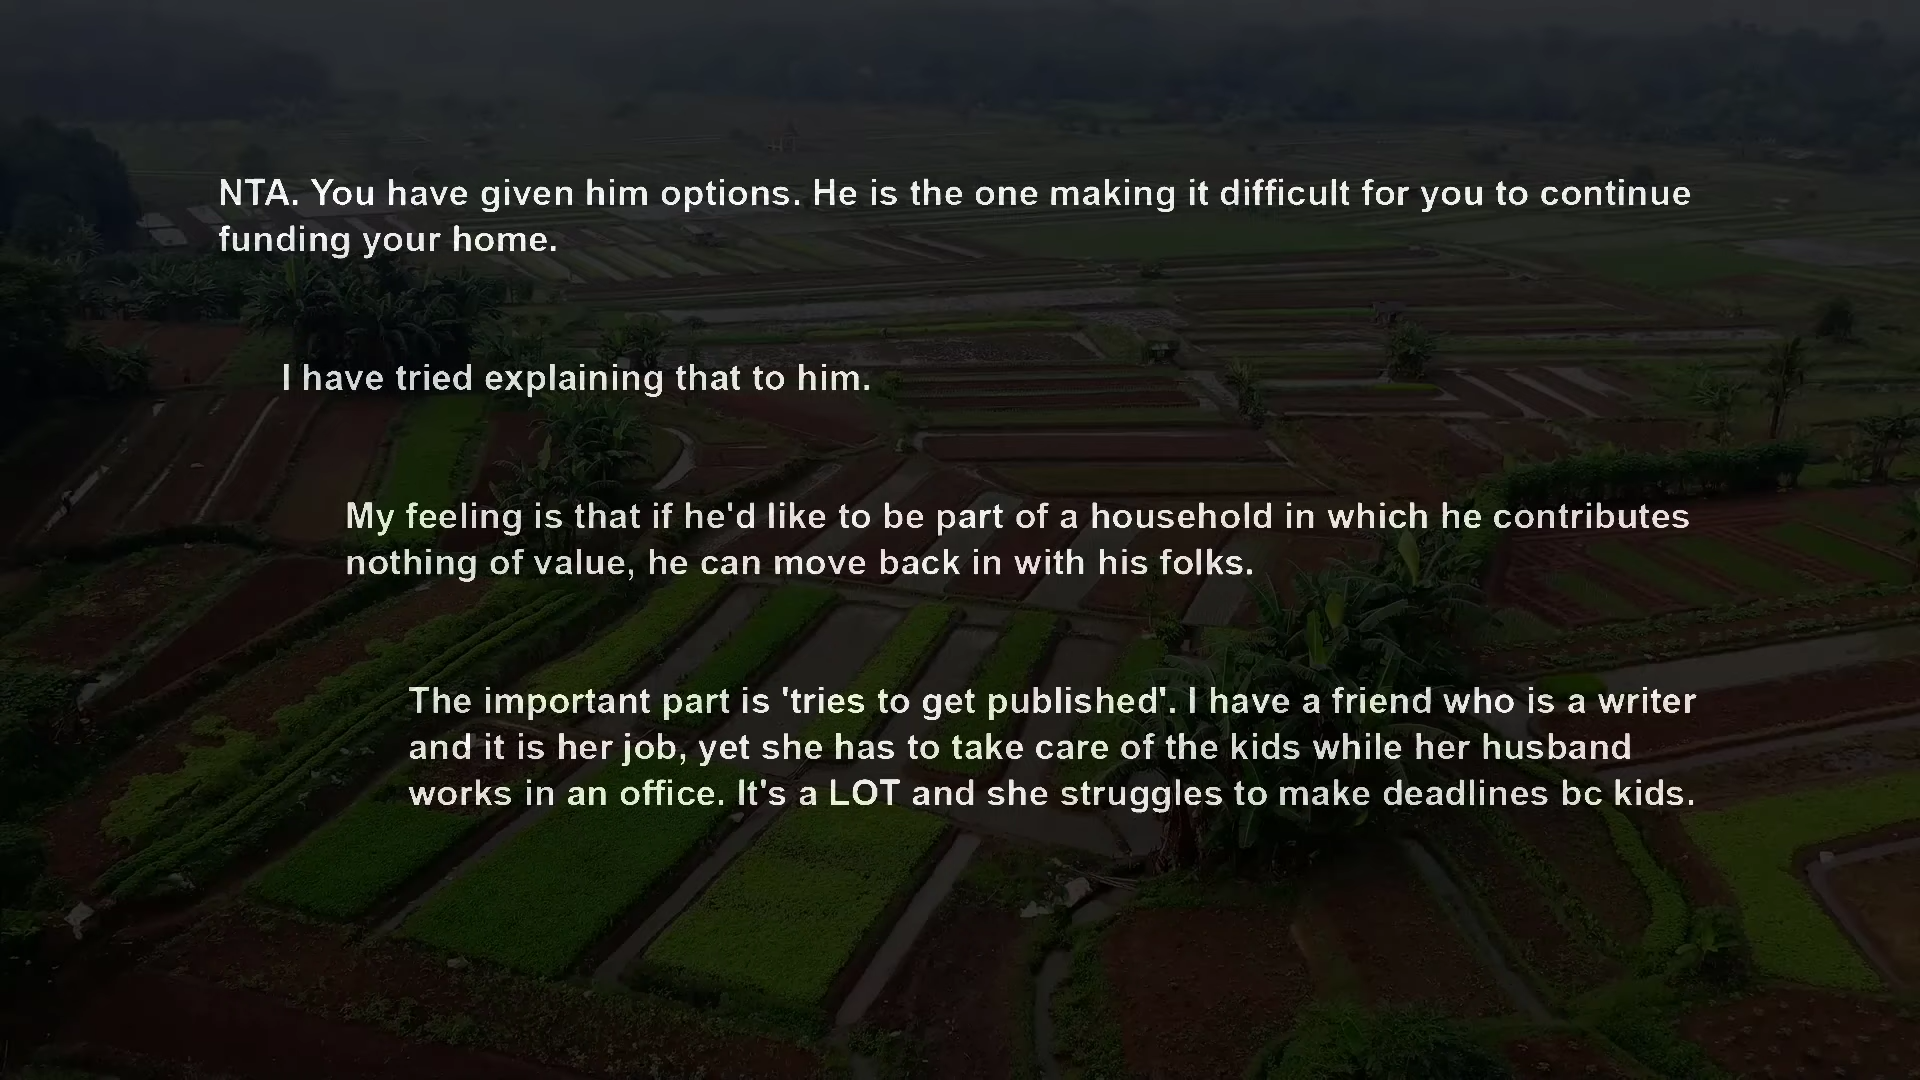 NTA. You have given him options. He is the one making it difficult for you to continue
funding your home.
I have tried explaining that to him.
My feeling is that if he'd like to be part of a household in which he contributes
nothing of value, he can move back in with his folks.
The important part is 'tries to get published'. I have a friend who is a writer
and it is her job, yet she has to take care of the kids while her husband
works in an office. It's a LOT and she struggles to make deadlines bc kids.